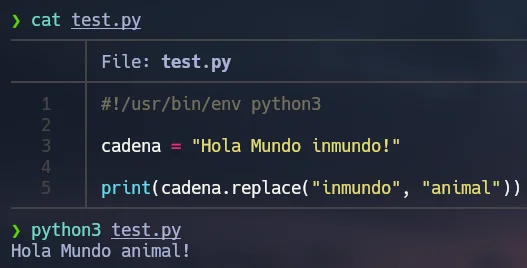 ❯ cat test.py
File: test.py
1 #!/usr/bin/env python3
2
3 cadena = "Hola Mundo inmundo!"
4
5 print(cadena.replace("inmundo", "animal"))
❯ python3 test.py
Hola Mundo animal!